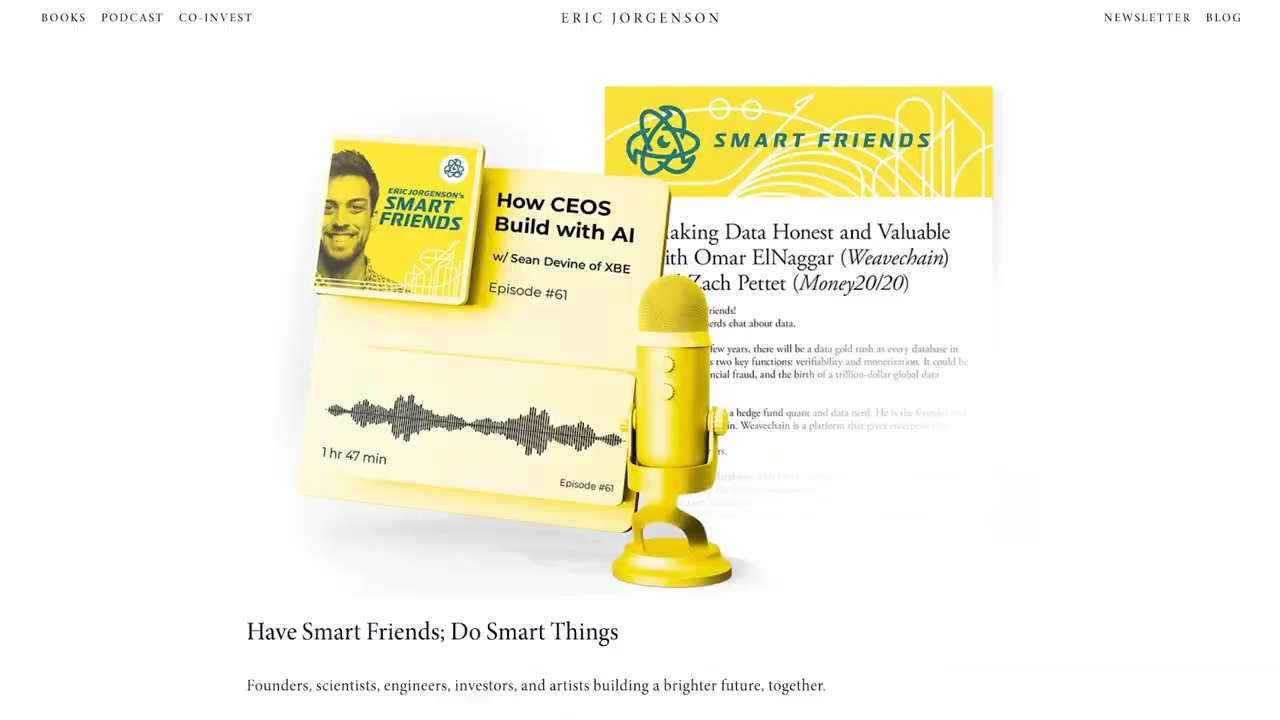 BOOKS PODCAST CO-INVEST
ERIC JORGENSON
NEWSLETTER BLOG
ERIC JORGENSON's
SMART
FRIENDS
How CEOS
Build with AI
w/ Sean Devine of XBE
Episode #61
1 hr 47 min
Episode #61
SMART FRIENDS
aking Data Honest and Valuable
ith Omar ElNaggar (Weavechain)
Zach Pettet (Money20/20)
riends!
erds chat about data.
few years, there will be a data gold rush as every database in
s two key functions: verifiability and monetization. It could be
ncial fraud, and the birth of a trillion-dollar global data
a hedge fund quant and data nerd. He is the founder and
in. Weavechain is a platform that gives enterprise
rs.
Have Smart Friends; Do Smart Things
Founders, scientists, engineers, investors, and artists building a brighter future, together.